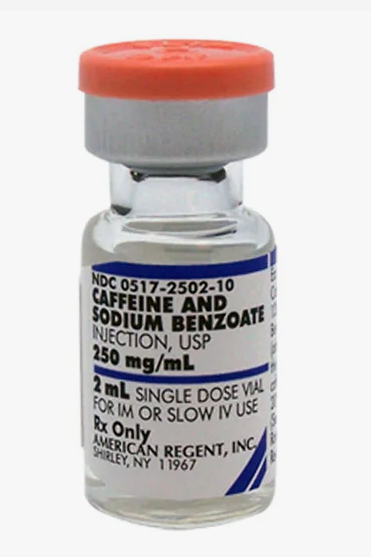 NDC 0517-2502-10
CAFFEINE AND
SODIUM BENZOATE
INJECTION, USP
250 mg/mL
2 mL SINGLE DOSE VIAL
FOR IM OR SLOW IV USE
Rx Only
AMERICAN REGENT, INC.
SHIRLEY, NY 11967